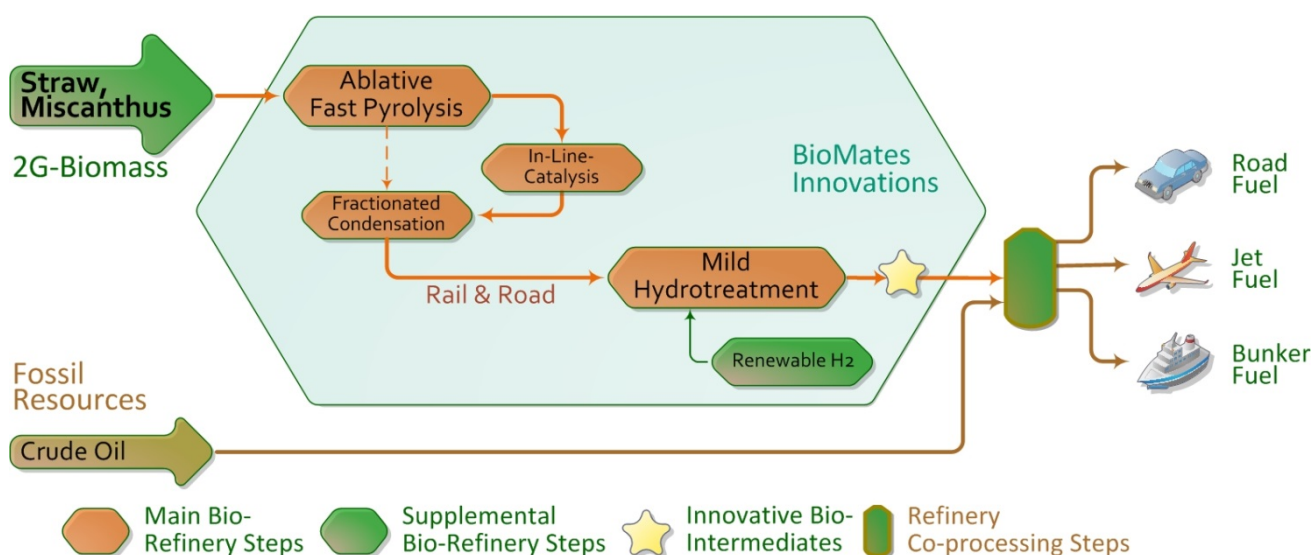 Straw,
Miscanthus
2G-Biomass
Ablative
Fast Pyrolysis
In-Line-
Catalysis
Fractionated
Condensation
BioMates
Innovations
Rail & Road
Mild
Hydrotreatment
Renewable H2
Road
Fuel
Jet
Fuel
Bunker
Fuel
Fossil
Resources
Crude Oil
Main Bio-
Refinery Steps
Supplemental
Bio-Refinery Steps
Innovative Bio-
Intermediates
Refinery
Co-processing Steps